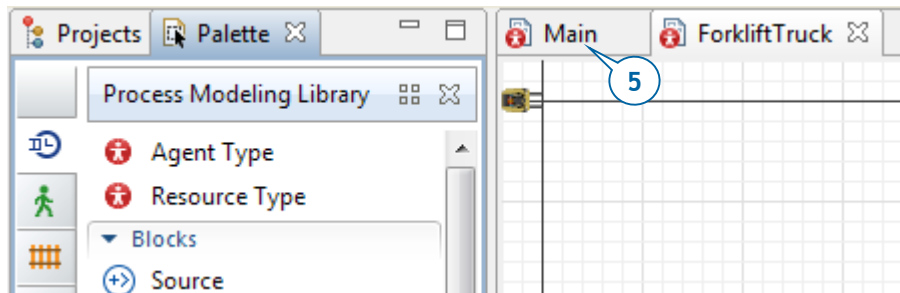 Projects Palette Main ForkliftTruck
5
Process Modeling Library
Agent Type
Resource Type
Blocks
Source